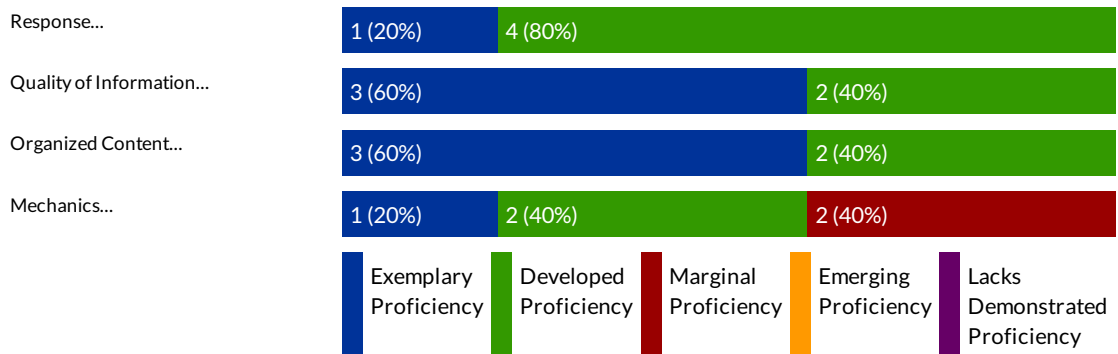 Response...
1 (20%) 4 (80%)
Quality of Information...
3 (60%) 2 (40%)
Organized Content...
3 (60%) 2 (40%)
Mechanics...
1 (20%) 2 (40%) 2 (40%)
Exemplary
Proficiency
Developed
Proficiency
Marginal
Proficiency
Emerging
Proficiency
Lacks
Demonstrated
Proficiency